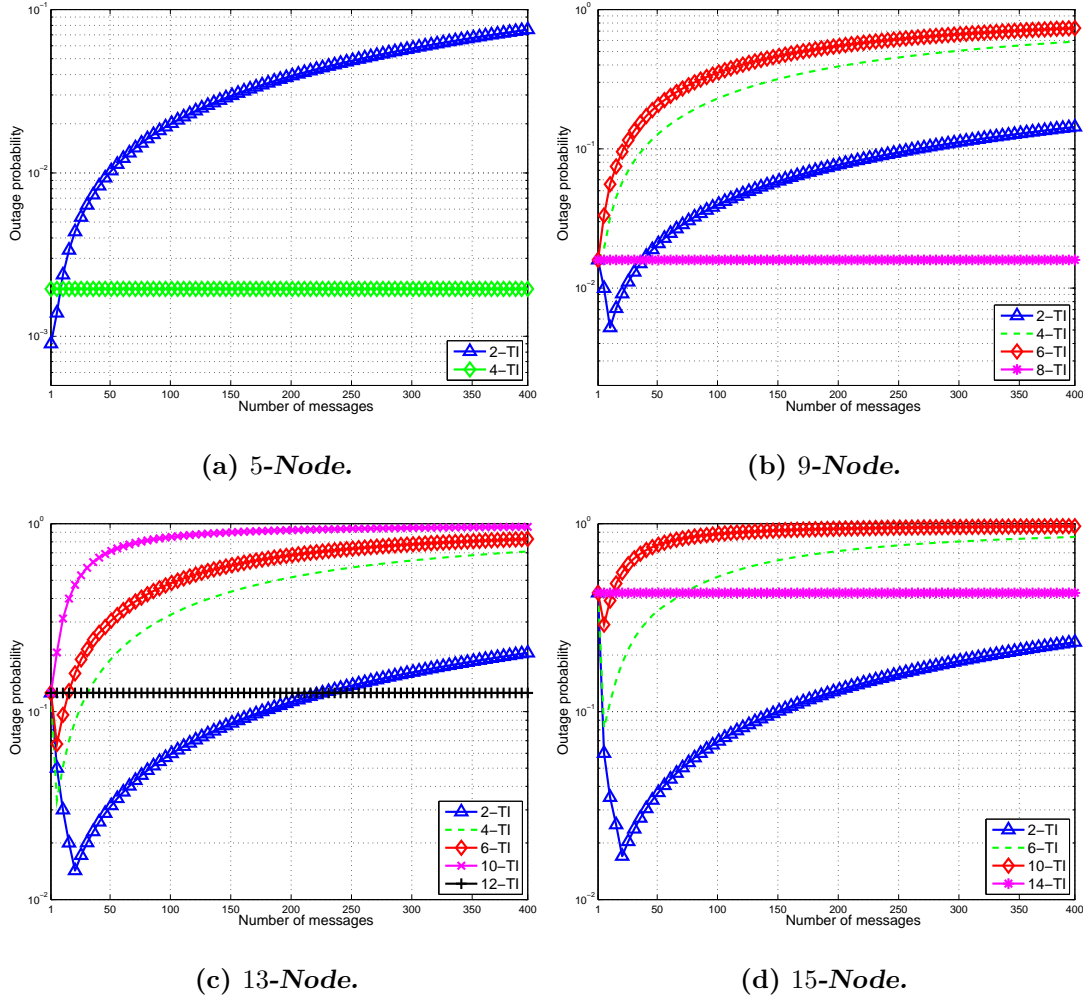 10⁻¹
10⁻²
10⁻³
Outage probability
1 50 100 150 200 250 300 350 400
Number of messages
2−TI
4−TI
(a) 5-Node.
10⁰
10⁻¹
10⁻²
Outage probability
1 50 100 150 200 250 300 350 400
Number of messages
2−TI
4−TI
6−TI
8−TI
(b) 9-Node.
10⁰
10⁻¹
10⁻²
Outage probability
1 50 100 150 200 250 300 350 400
Number of messages
2−TI
4−TI
6−TI
10−TI
12−TI
(c) 13-Node.
10⁰
10⁻¹
10⁻²
Outage probability
1 50 100 150 200 250 300 350 400
Number of messages
2−TI
6−TI
10−TI
14−TI
(d) 15-Node.